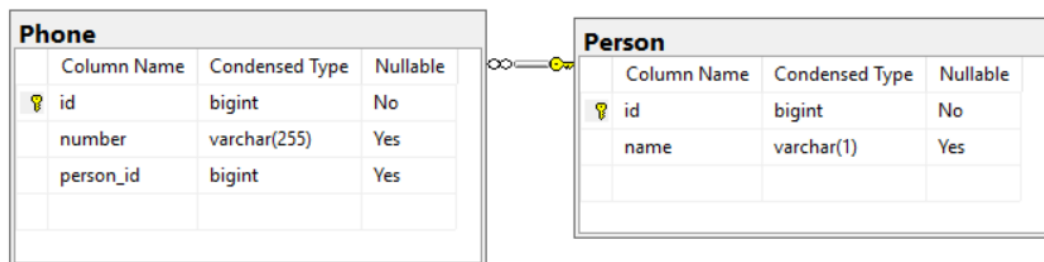 Phone
Column Name Condensed Type Nullable
id bigint No
number varchar(255) Yes
person_id bigint Yes
Person
Column Name Condensed Type Nullable
id bigint No
name varchar(1) Yes